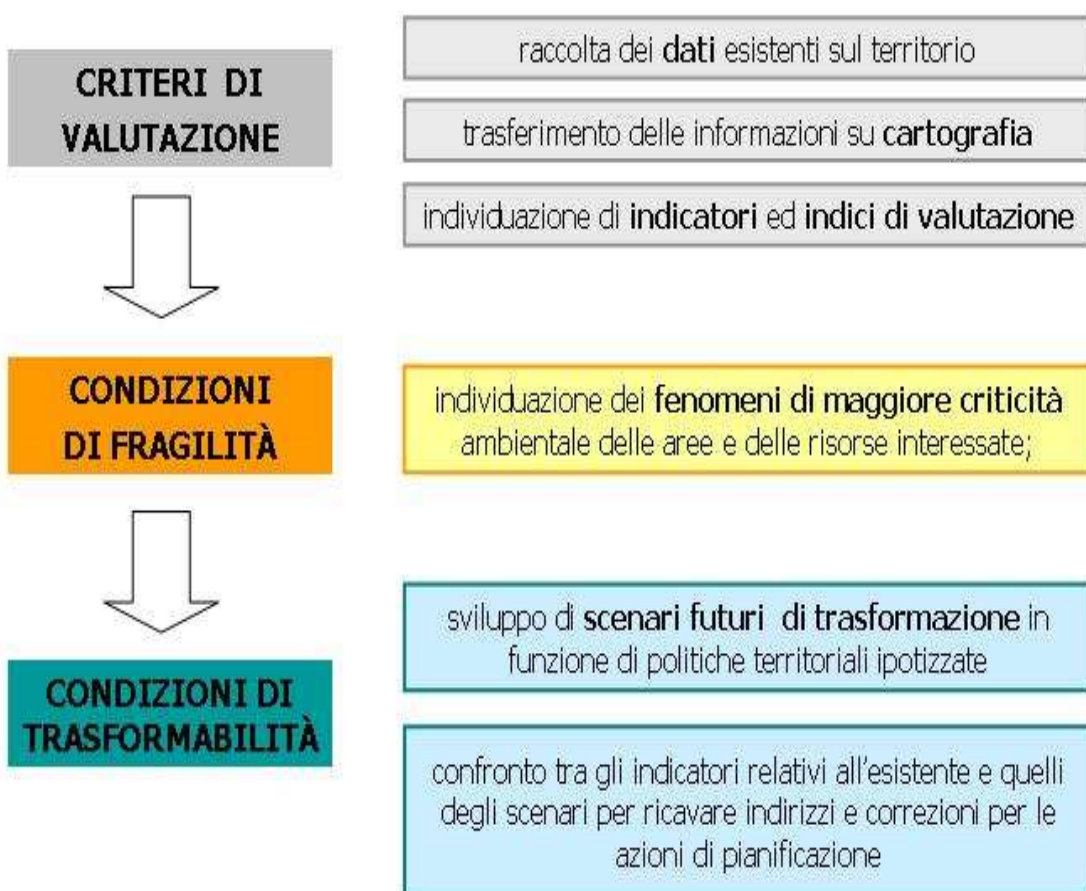 CRITERI DI
VALUTAZIONE
raccolta dei dati esistenti sul territorio
trasferimento delle informazioni su cartografia
individuazione di indicatori ed indici di valutazione
CONDIZIONI
DI FRAGILITÀ
individuazione dei fenomeni di maggiore criticità
ambientale delle aree e delle risorse interessate;
CONDIZIONI DI
TRASFORMABILITÀ
sviluppo di scenari futuri di trasformazione in
funzione di politiche territoriali ipotizzate
confronto tra gli indicatori relativi all'esistente e quelli
degli scenari per ricavare indirizzi e correzioni per le
azioni di pianificazione